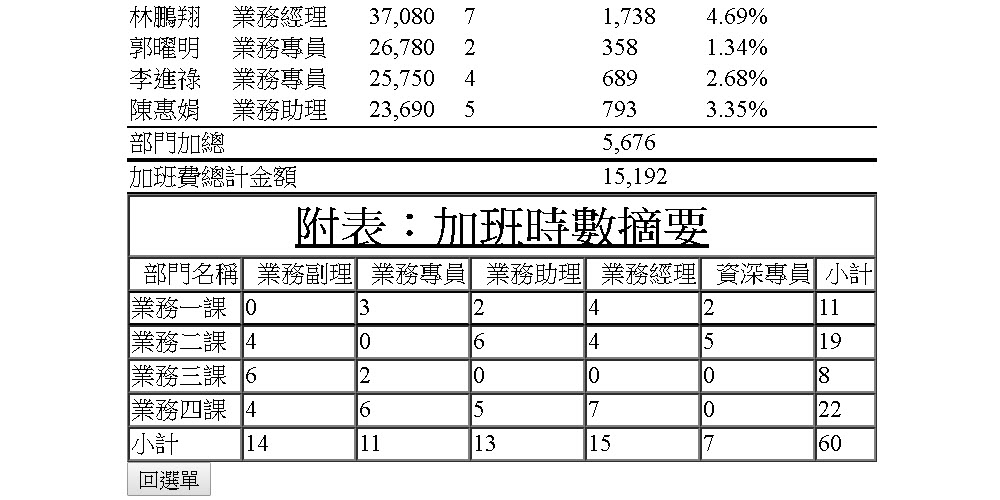 林鵬翔 業務經理 37,080 7 1,738 4.69%
郭曜明 業務專員 26,780 2 358 1.34%
李進祿 業務專員 25,750 4 689 2.68%
陳惠娟 業務助理 23,690 5 793 3.35%
部門加總 5,676
加班費總計金額 15,192
附表：加班時數摘要
部門名稱 業務副理 業務專員 業務助理 業務經理 資深專員 小計
業務一課 0 3 2 4 2 11
業務二課 4 0 6 4 5 19
業務三課 6 2 0 0 0 8
業務四課 4 6 5 7 0 22
小計 14 11 13 15 7 60
回選單